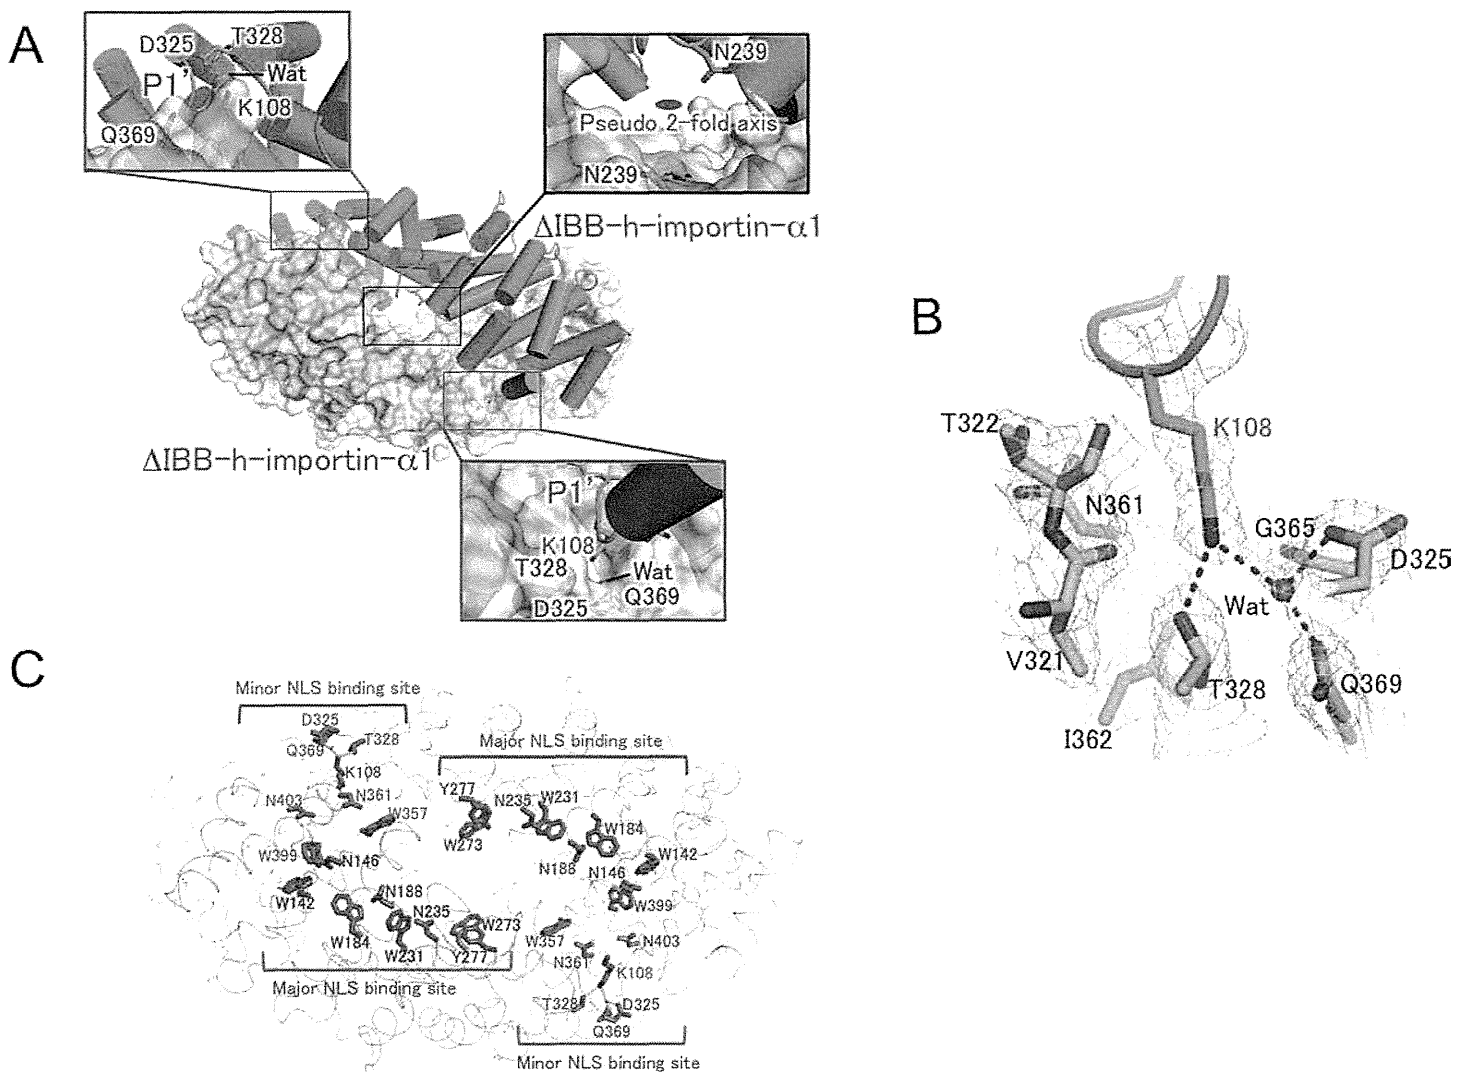 A
D325
T328
P1'
Wat
K108
Q369
N239
Pseudo 2-fold axis
N239
ΔIBB-h-importin-α1
ΔIBB-h-importin-α1
P1'
K108
T328
Wat
Q369
D325
B
T322
K108
N361
G365
D325
Wat
V321
T328
Q369
I362
C
Minor NLS binding site
D325
Q369
T328
K108
N403
N361
W357
W399
N146
W142
N188
W184
N235
W231
W273
Y277
Major NLS binding site
Major NLS binding site
Y277
N235
W231
W273
W184
N188
N146
W142
W399
W357
N403
N361
K108
T328
D325
Q369
Minor NLS binding site